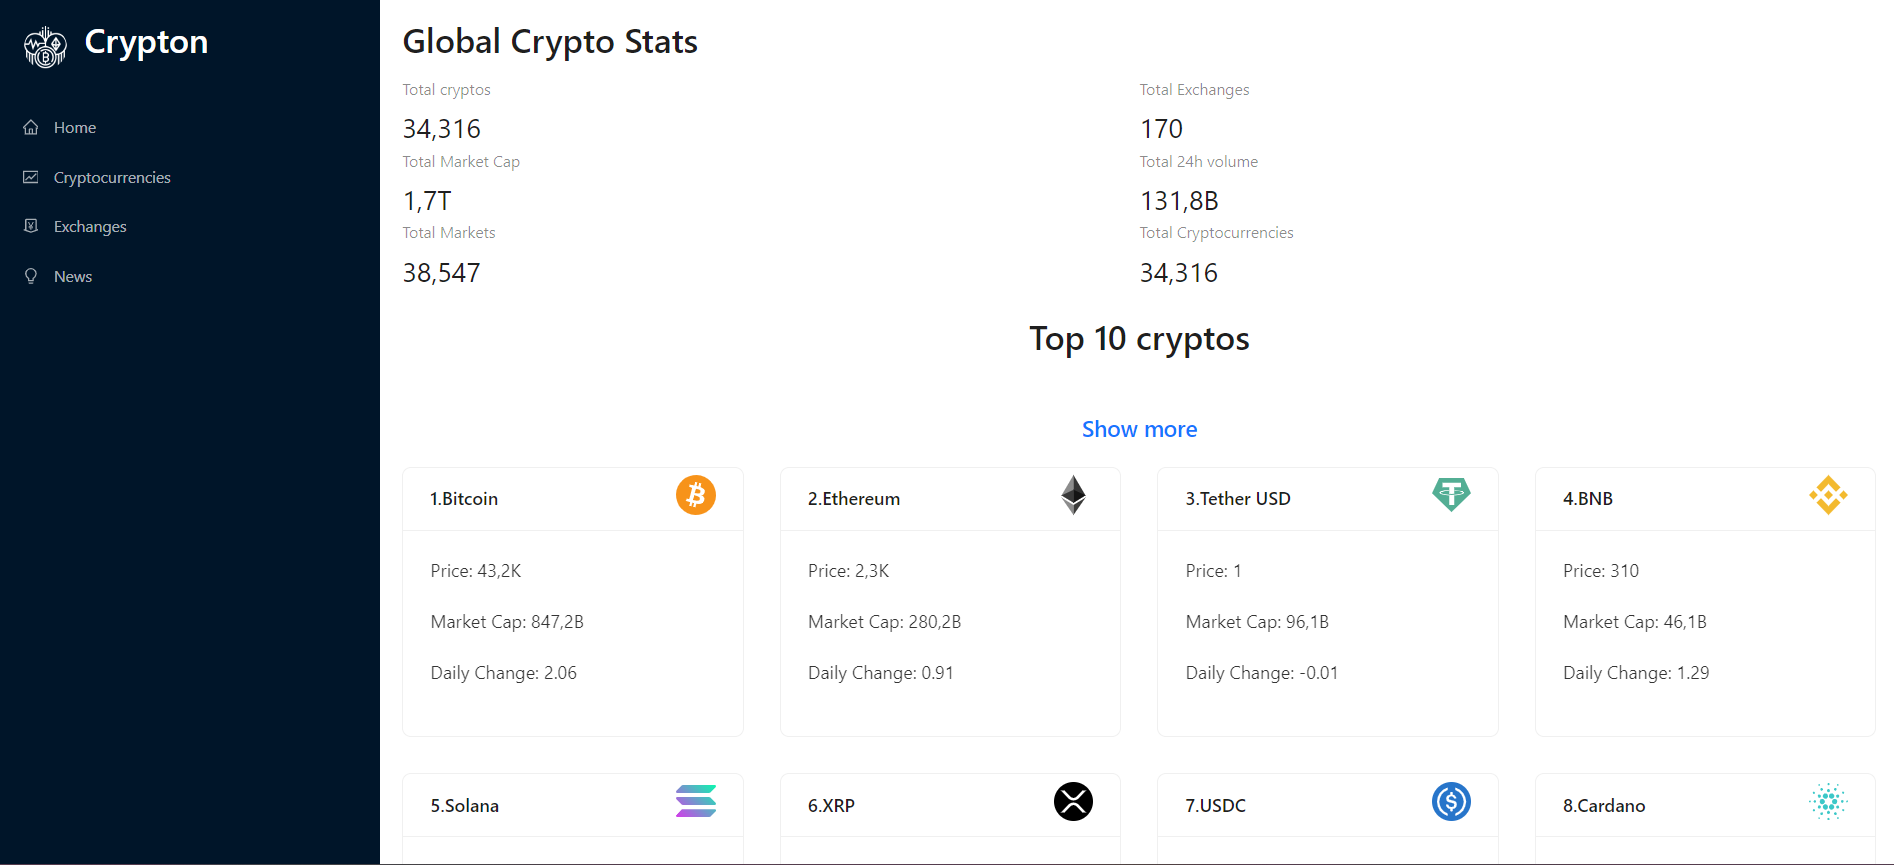 Crypton
Home
Cryptocurrencies
Exchanges
News
Global Crypto Stats
Total cryptos
34,316
Total Exchanges
170
Total Market Cap
1,7T
Total 24h volume
131,8B
Total Markets
38,547
Total Cryptocurrencies
34,316
Top 10 cryptos
Show more
1.Bitcoin
Price: 43,2K
Market Cap: 847,2B
Daily Change: 2.06
2.Ethereum
Price: 2,3K
Market Cap: 280,2B
Daily Change: 0.91
3.Tether USD
Price: 1
Market Cap: 96,1B
Daily Change: -0.01
4.BNB
Price: 310
Market Cap: 46,1B
Daily Change: 1.29
5.Solana
6.XRP
7.USDC
8.Cardano